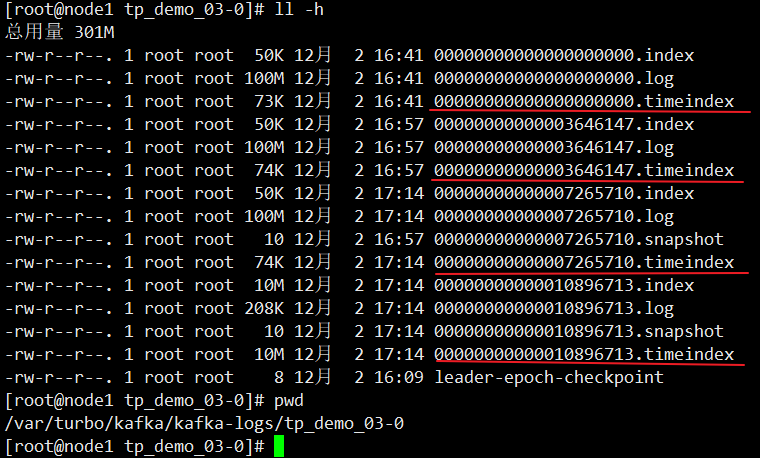 [root@node1 tp_demo_03-0]# ll -h
总用量 301M
-rw-r--r--. 1 root root  50K 12月  2 16:41 00000000000000000000.index
-rw-r--r--. 1 root root 100M 12月  2 16:41 00000000000000000000.log
-rw-r--r--. 1 root root  73K 12月  2 16:41 00000000000000000000.timeindex
-rw-r--r--. 1 root root  50K 12月  2 16:57 00000000000003646147.index
-rw-r--r--. 1 root root 100M 12月  2 16:57 00000000000003646147.log
-rw-r--r--. 1 root root  74K 12月  2 16:57 00000000000003646147.timeindex
-rw-r--r--. 1 root root  50K 12月  2 17:14 00000000000007265710.index
-rw-r--r--. 1 root root 100M 12月  2 17:14 00000000000007265710.log
-rw-r--r--. 1 root root   10 12月  2 16:57 00000000000007265710.snapshot
-rw-r--r--. 1 root root  74K 12月  2 17:14 00000000000007265710.timeindex
-rw-r--r--. 1 root root  10M 12月  2 17:14 00000000000010896713.index
-rw-r--r--. 1 root root 208K 12月  2 17:14 00000000000010896713.log
-rw-r--r--. 1 root root   10 12月  2 17:14 00000000000010896713.snapshot
-rw-r--r--. 1 root root  10M 12月  2 17:14 00000000000010896713.timeindex
-rw-r--r--. 1 root root    8 12月  2 16:09 leader-epoch-checkpoint
[root@node1 tp_demo_03-0]# pwd
/var/turbo/kafka/kafka-logs/tp_demo_03-0
[root@node1 tp_demo_03-0]#